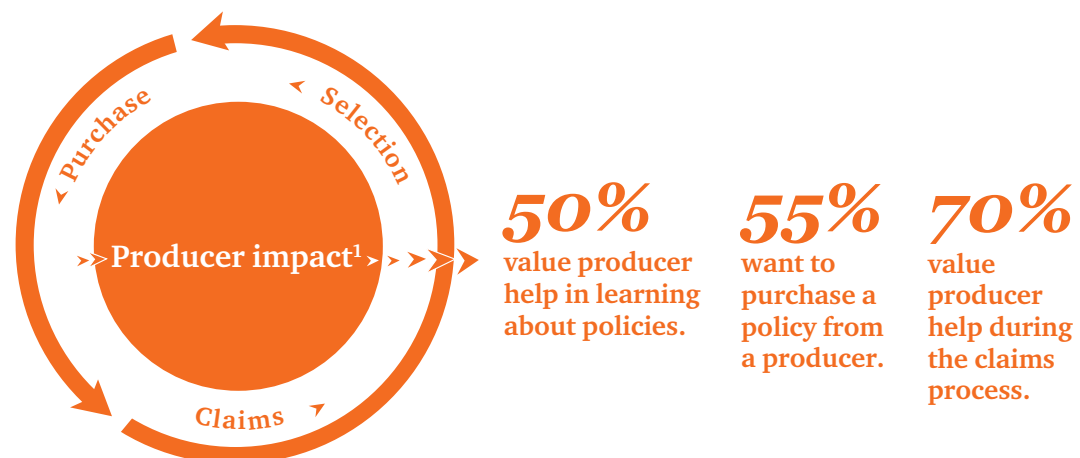 Purchase
Selection
Claims
Producer impact¹
50%
value producer
help in learning
about policies.
55%
want to
purchase a
policy from
a producer.
70%
value
producer
help during
the claims
process.